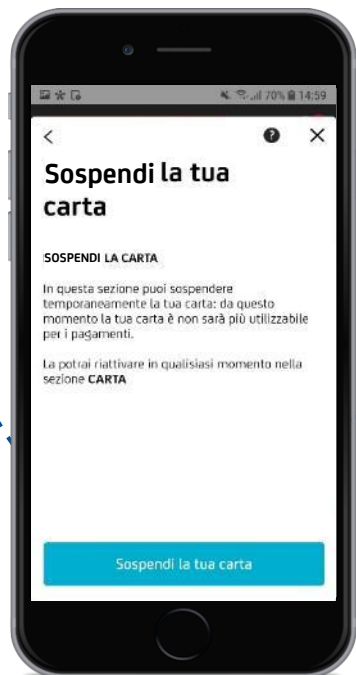 70% 14:59
Sospendi la tua
carta
SOSPENDI LA CARTA
In questa sezione puoi sospendere
temporaneamente la tua carta: da questo
momento la tua carta è non sarà più utilizzabile
per i pagamenti.
La potrai riattivare in qualisiasi momento nella
sezione CARTA
Sospendi la tua carta